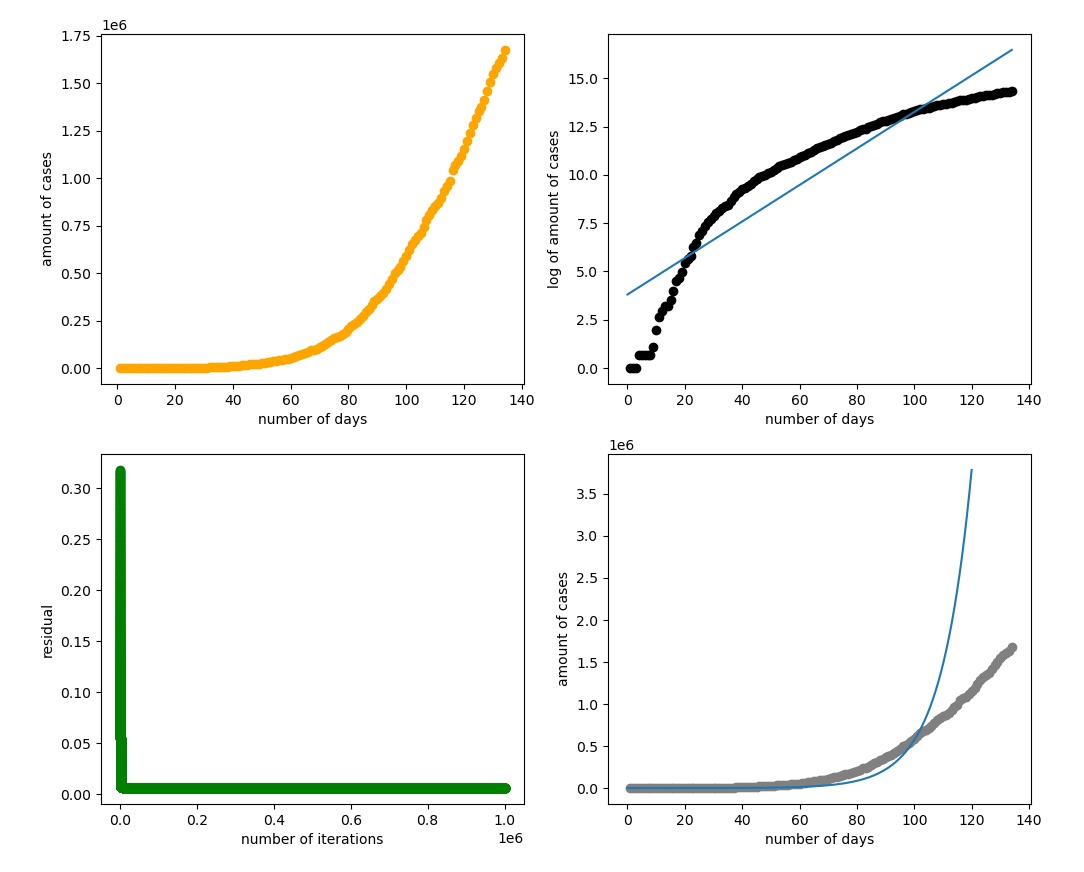 1e6
1.75
1.50
1.25
1.00
0.75
0.50
0.25
0.00
amount of cases
0 20 40 60 80 100 120 140
number of days
15.0
12.5
10.0
7.5
5.0
2.5
0.0
log of amount of cases
0 20 40 60 80 100 120 140
number of days
0.30
0.25
0.20
0.15
0.10
0.05
0.00
residual
0.0 0.2 0.4 0.6 0.8 1.0
number of iterations
1e6
1e6
3.5
3.0
2.5
2.0
1.5
1.0
0.5
0.0
amount of cases
0 20 40 60 80 100 120 140
number of days